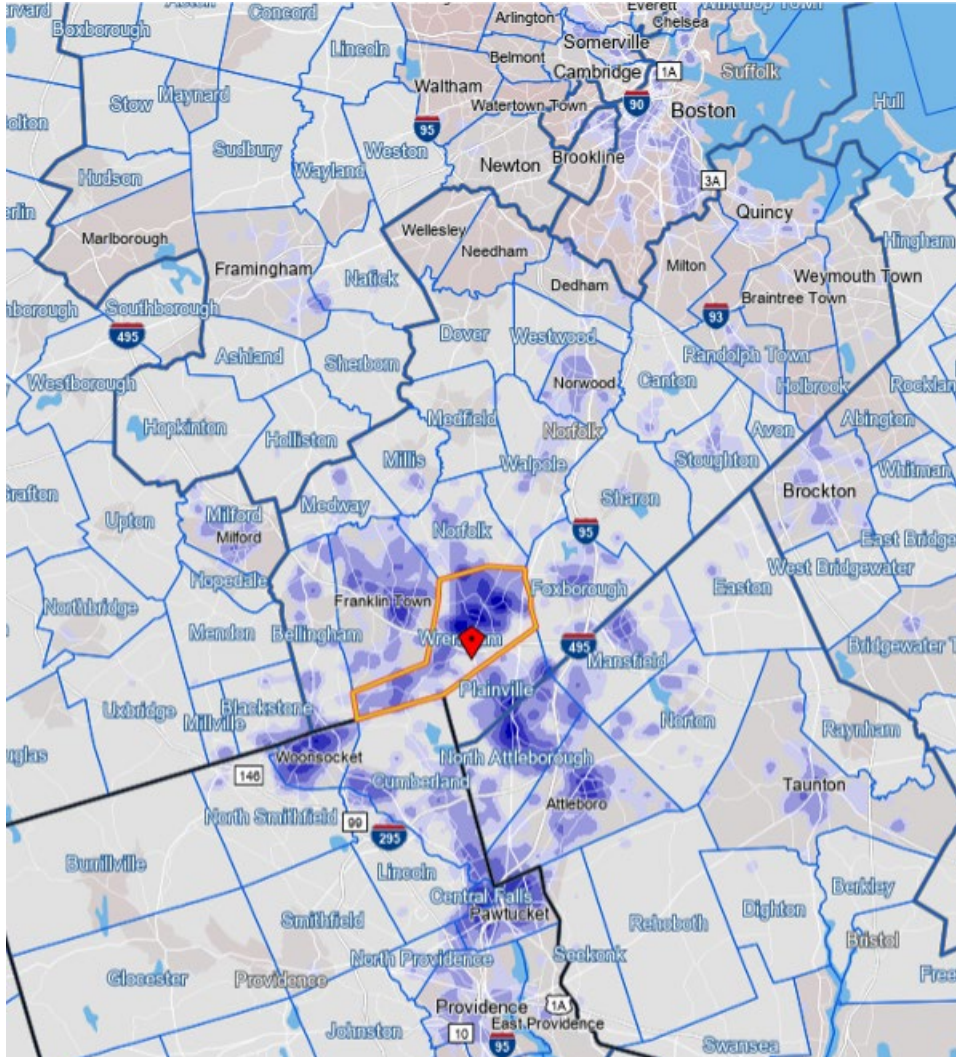 Acton
Concord
Arlington
Everett
Chelsea
Boxborough
Lincoln
Somerville
Belmont
Cambridge
1A
Suffolk
Stow
Maynard
Waltham
Watertown Town
90
Boston
Hull
95
Sudbury
Weston
Wayland
Newton
Brookline
3A
Hudson
Quincy
Marlborough
Wellesley
Needham
Hingham
Framingham
Natick
Dedham
Milton
Weymouth Town
Southborough
Braintree Town
495
Dover
Westwood
93
Ashland
Sherborn
Randolph Town
Westborough
Norwood
Canton
Holbrook
Hopkinton
Holliston
Medfield
Norfolk
Avon
Abington
Millis
Walpole
Stoughton
Whitman
Upton
Milford
Medway
Sharon
Brockton
Milford
Norfolk
95
East Bridge
Hopedale
West Bridgewater
Northbridge
Franklin Town
Foxborough
Easton
Mendon
Bellingham
495
Mansfield
Bridgewater T
Plainville
Uxbridge
Blackstone
Millville
Norton
Raynham
Woonsocket
North Attleborough
146
Cumberland
Taunton
North Smithfield
99
Attleboro
295
Burrillville
Lincoln
Central Falls
Berkley
Smithfield
Pawtucket
Rehoboth
Dighton
North Providence
Seekonk
Bristol
Glocester
Providence
Providence
1A
East Providence
Johnston
10
95
Swansea